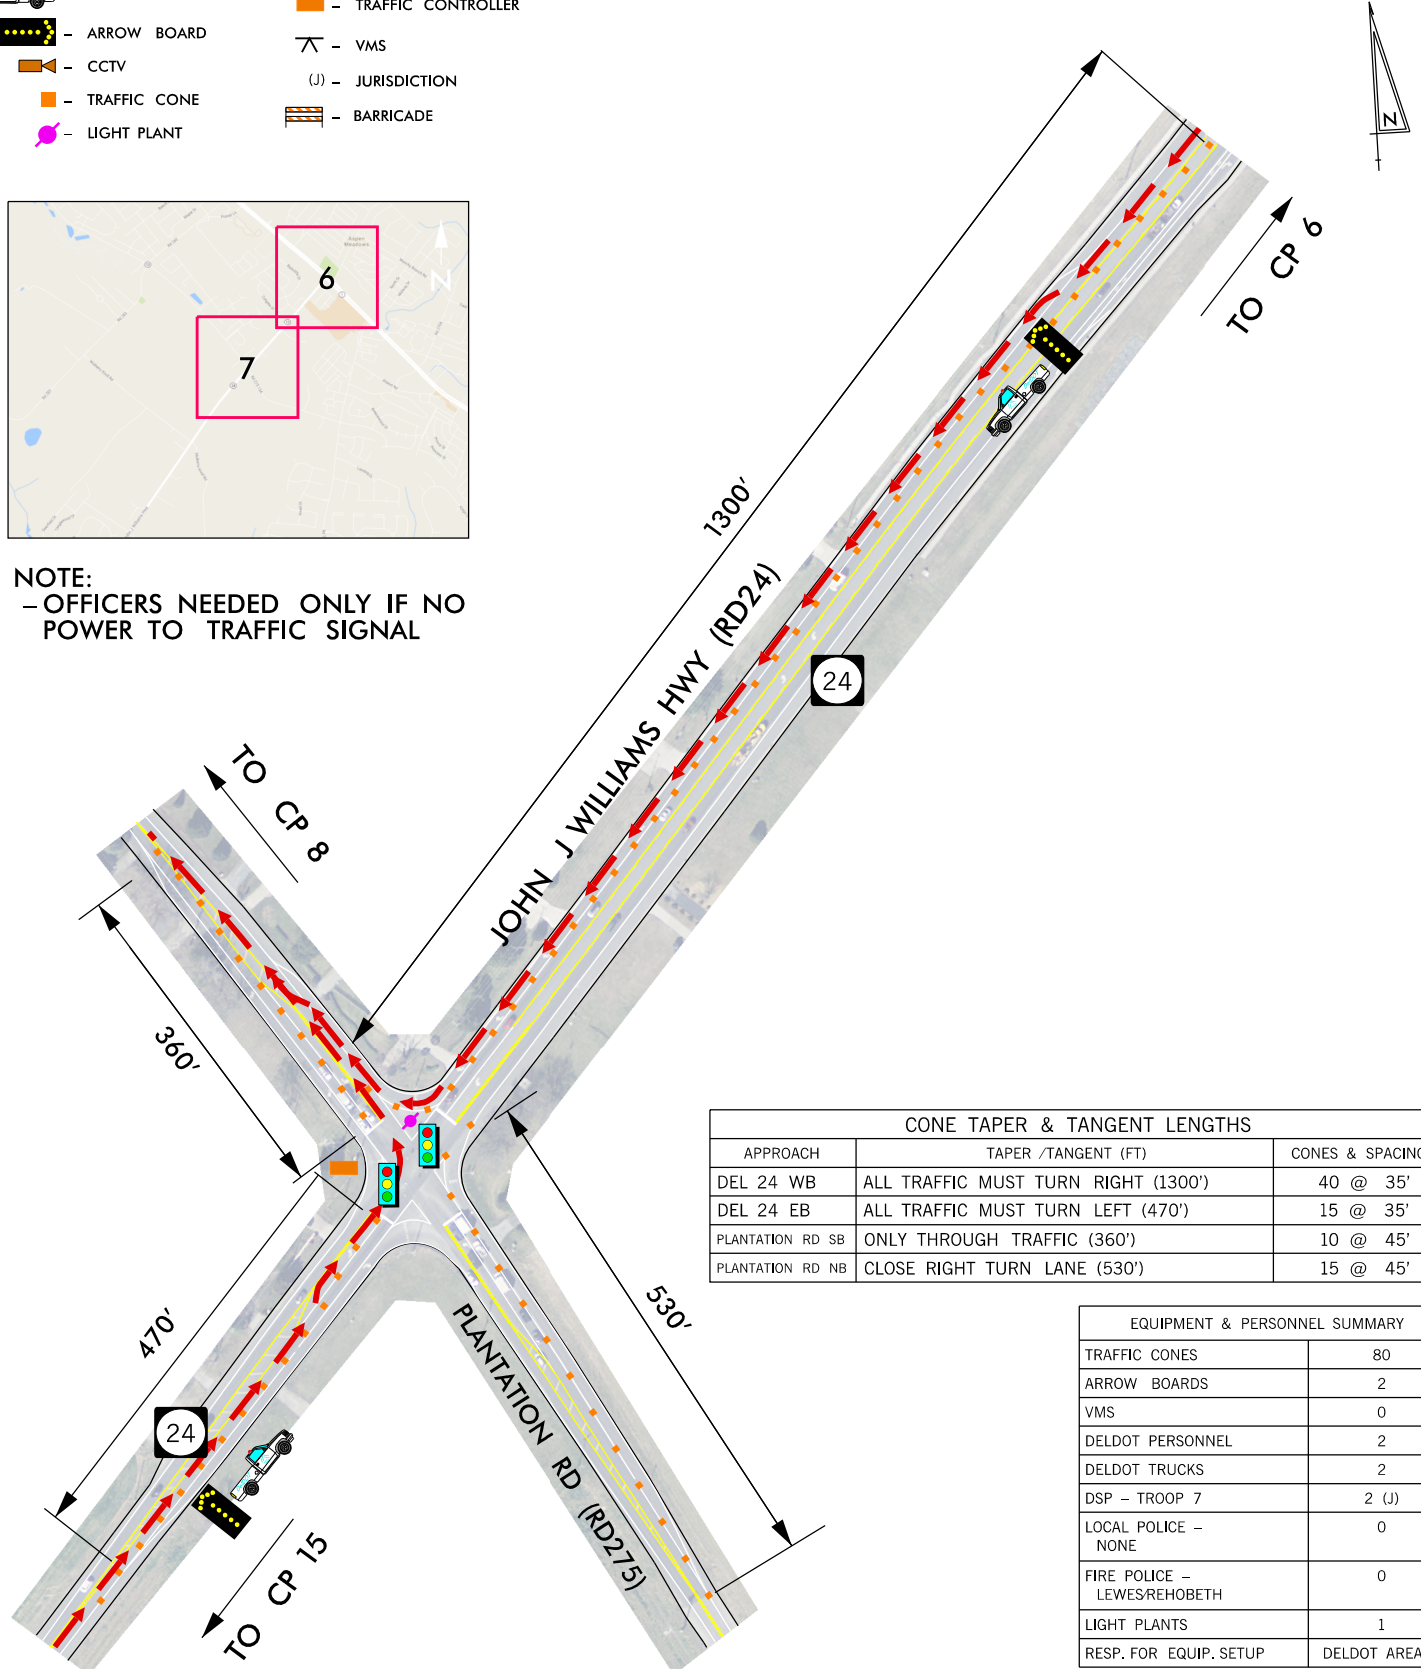 TRAFFIC CONTROLLER
– ARROW BOARD
– VMS
– CCTV
(J) – JURISDICTION
– TRAFFIC CONE
– BARRICADE
– LIGHT PLANT
N
6
7
N
NOTE:
– OFFICERS NEEDED ONLY IF NO
POWER TO TRAFFIC SIGNAL
TO CP 6
1300'
JOHN J WILLIAMS HWY (RD24)
24
TO CP 8
360'
470'
24
TO CP 15
PLANTATION RD (RD275)
530'
CONE TAPER & TANGENT LENGTHS
APPROACH TAPER /TANGENT (FT) CONES & SPACING
DEL 24 WB ALL TRAFFIC MUST TURN RIGHT (1300') 40 @ 35'
DEL 24 EB ALL TRAFFIC MUST TURN LEFT (470') 15 @ 35'
PLANTATION RD SB ONLY THROUGH TRAFFIC (360') 10 @ 45'
PLANTATION RD NB CLOSE RIGHT TURN LANE (530') 15 @ 45'
EQUIPMENT & PERSONNEL SUMMARY
TRAFFIC CONES 80
ARROW BOARDS 2
VMS 0
DELDOT PERSONNEL 2
DELDOT TRUCKS 2
DSP – TROOP 7 2 (J)
LOCAL POLICE – 0
NONE
FIRE POLICE – 0
LEWES/REHOBETH
LIGHT PLANTS 1
RESP. FOR EQUIP. SETUP DELDOT AREA